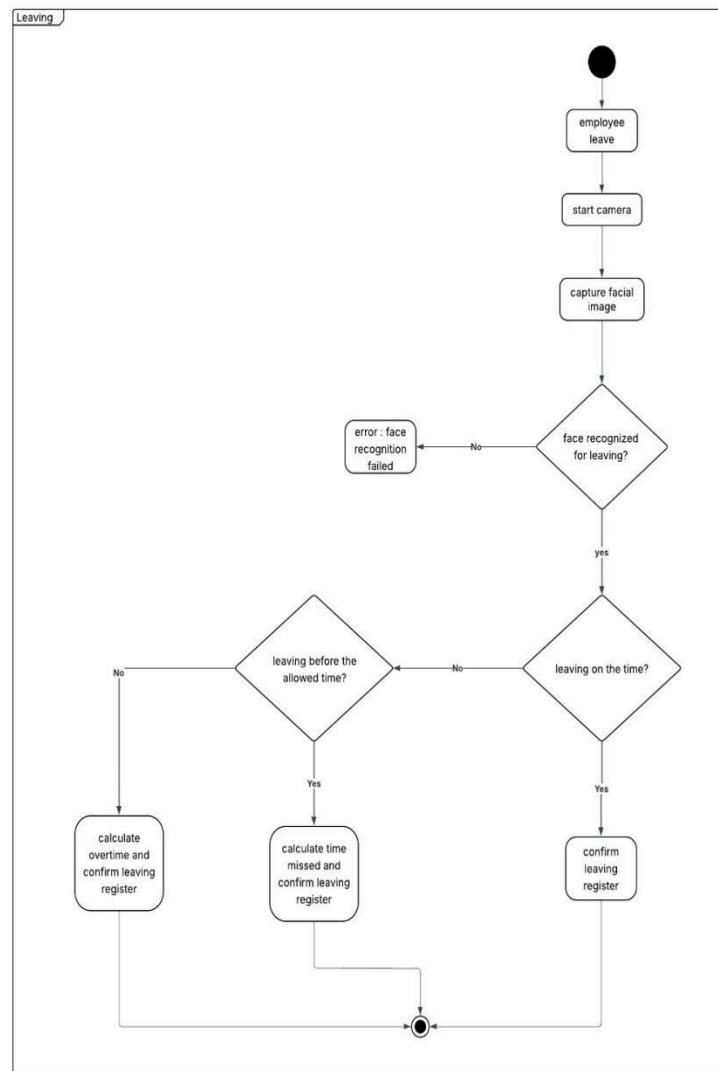 Leaving
employee
leave
start camera
capture facial
image
face recognized
for leaving?
No
error : face
recognition
failed
yes
leaving on the time?
No
leaving before the
allowed time?
No
Yes
Yes
calculate
overtime and
confirm leaving
register
calculate time
missed and
confirm leaving
register
confirm
leaving
register